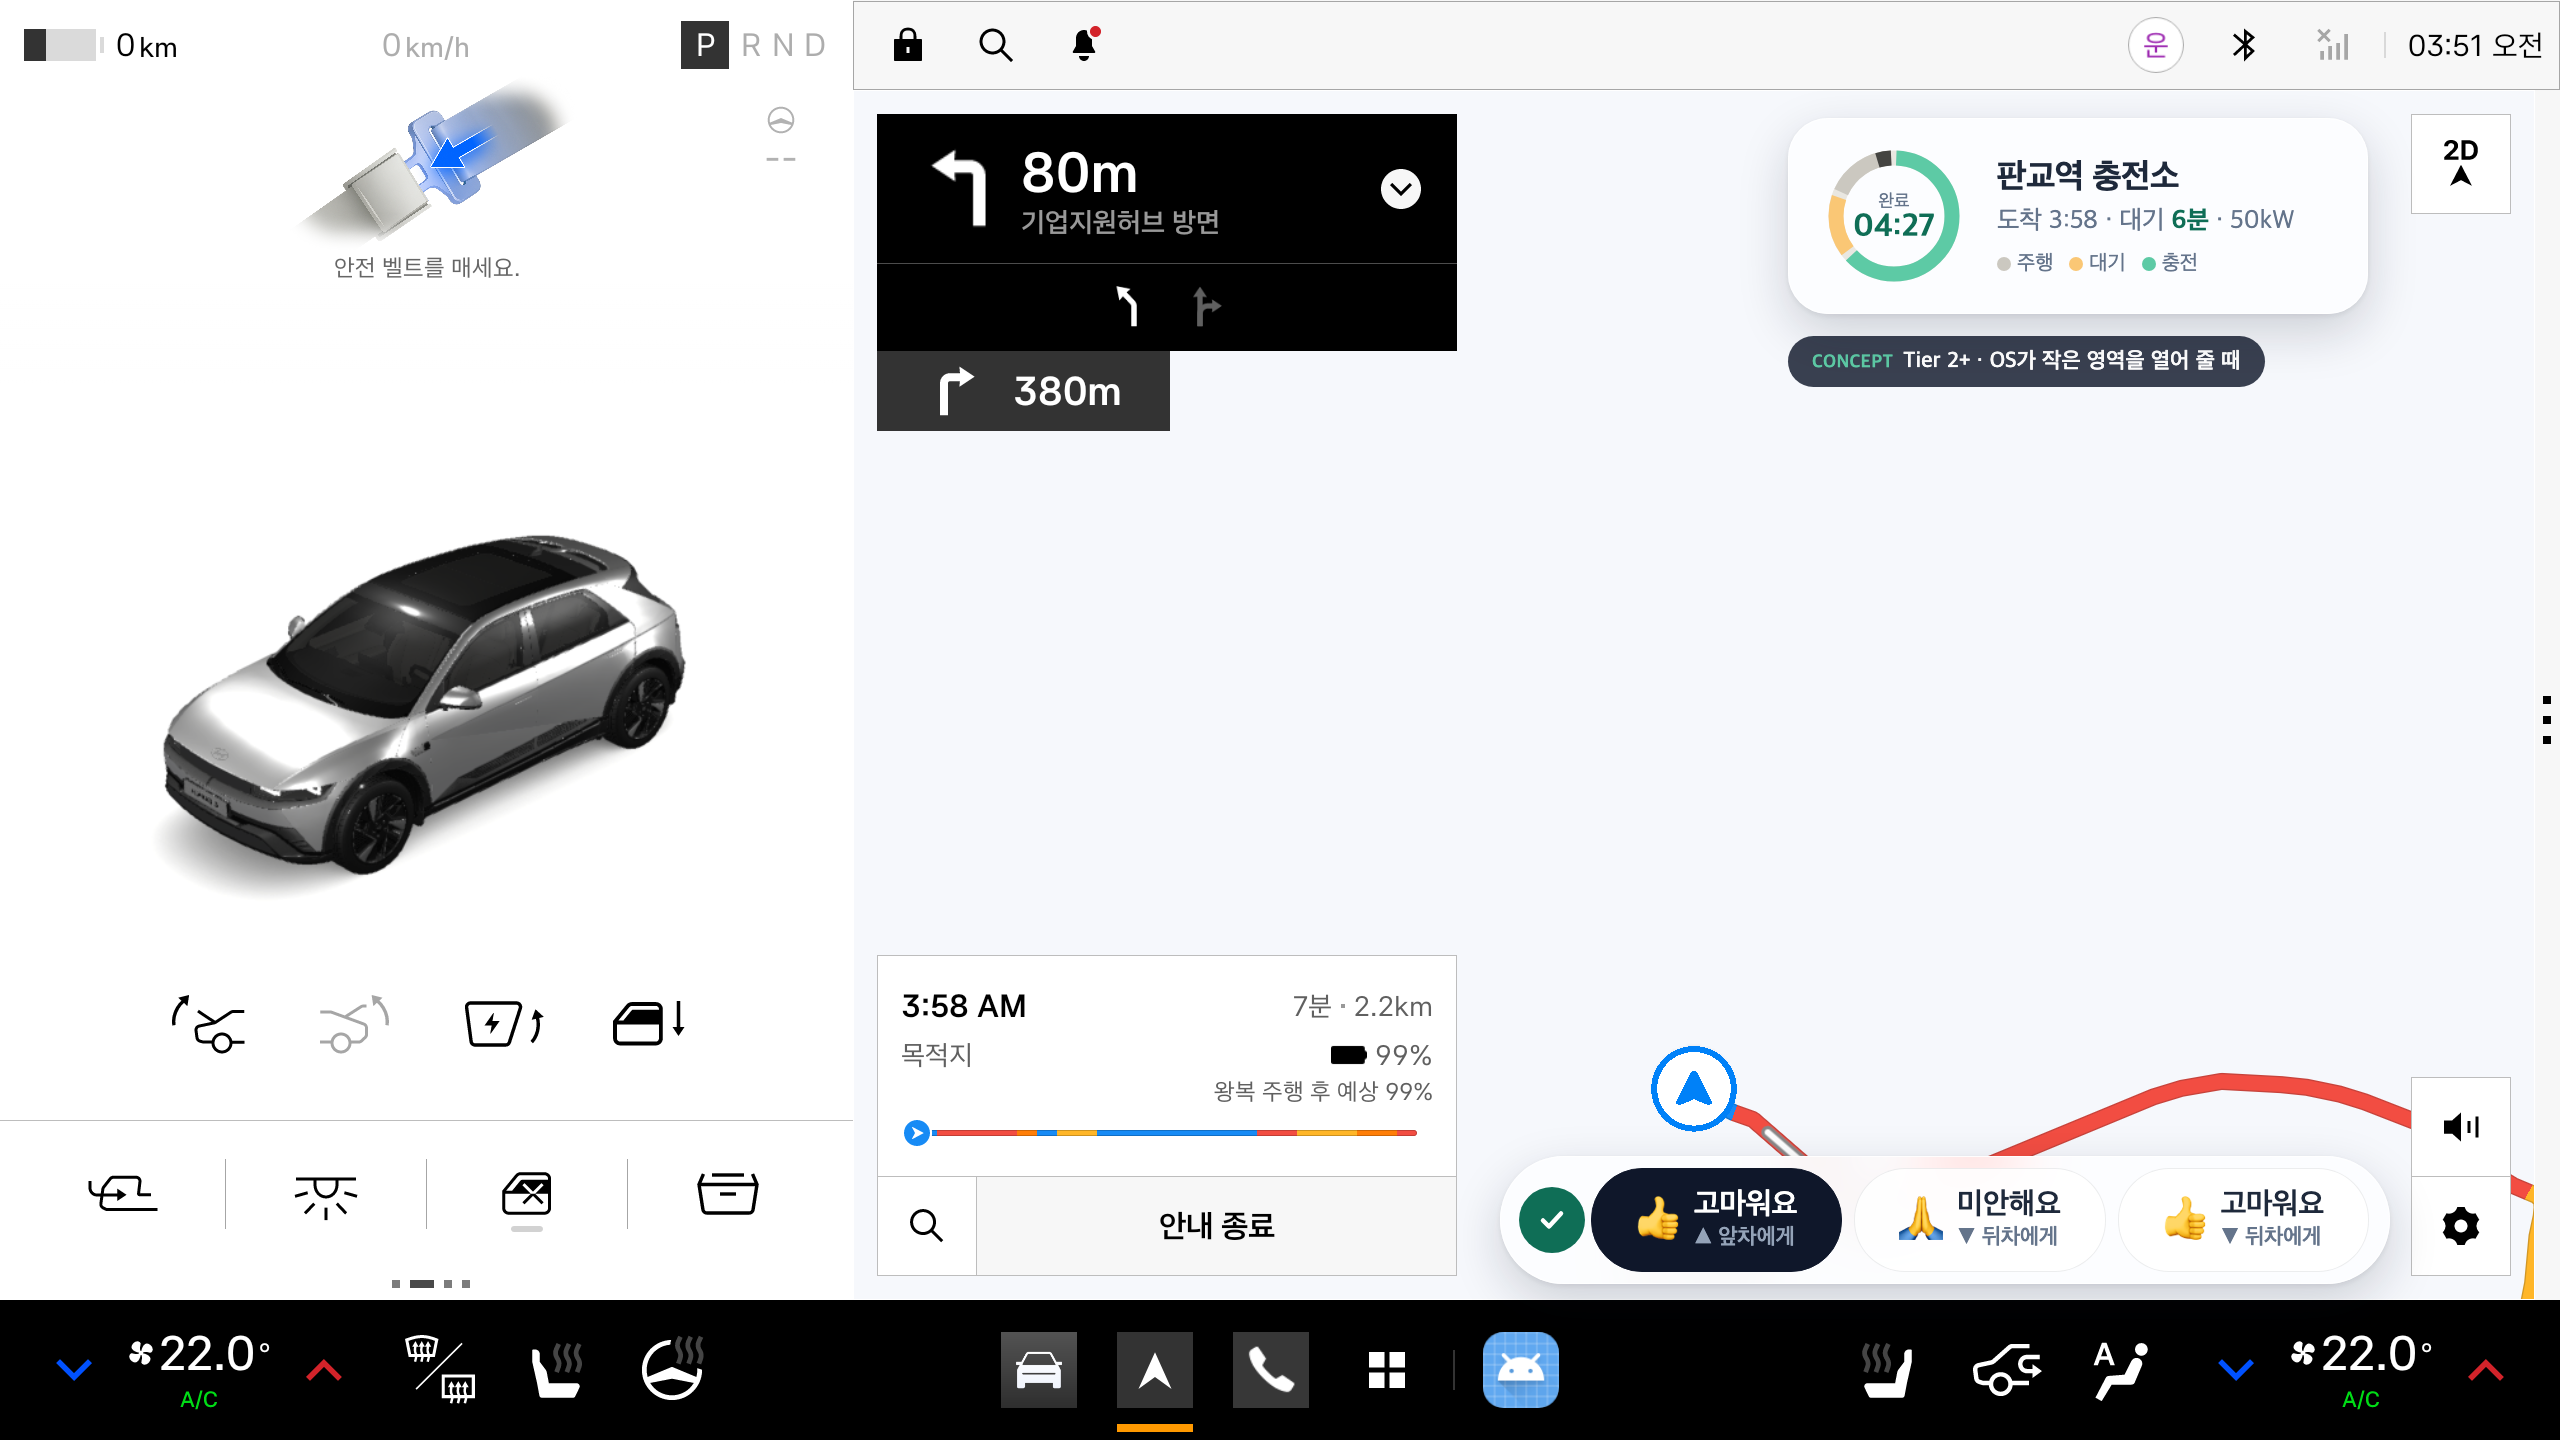 0 km
0 km/h
P R N D
안전 벨트를 매세요.
운
03:51 오전
80m
기업지원허브 방면
380m
완료
04:27
판교역 충전소
도착 3:58 · 대기 6분 · 50kW
주행 대기 충전
CONCEPT Tier 2+ · OS가 작은 영역을 열어 줄 때
2D
3:58 AM
7분 · 2.2km
목적지
99%
왕복 주행 후 예상 99%
안내 종료
고마워요
▲ 앞차에게
미안해요
▼ 뒤차에게
고마워요
▼ 뒤차에게
22.0°
A/C
A
22.0°
A/C